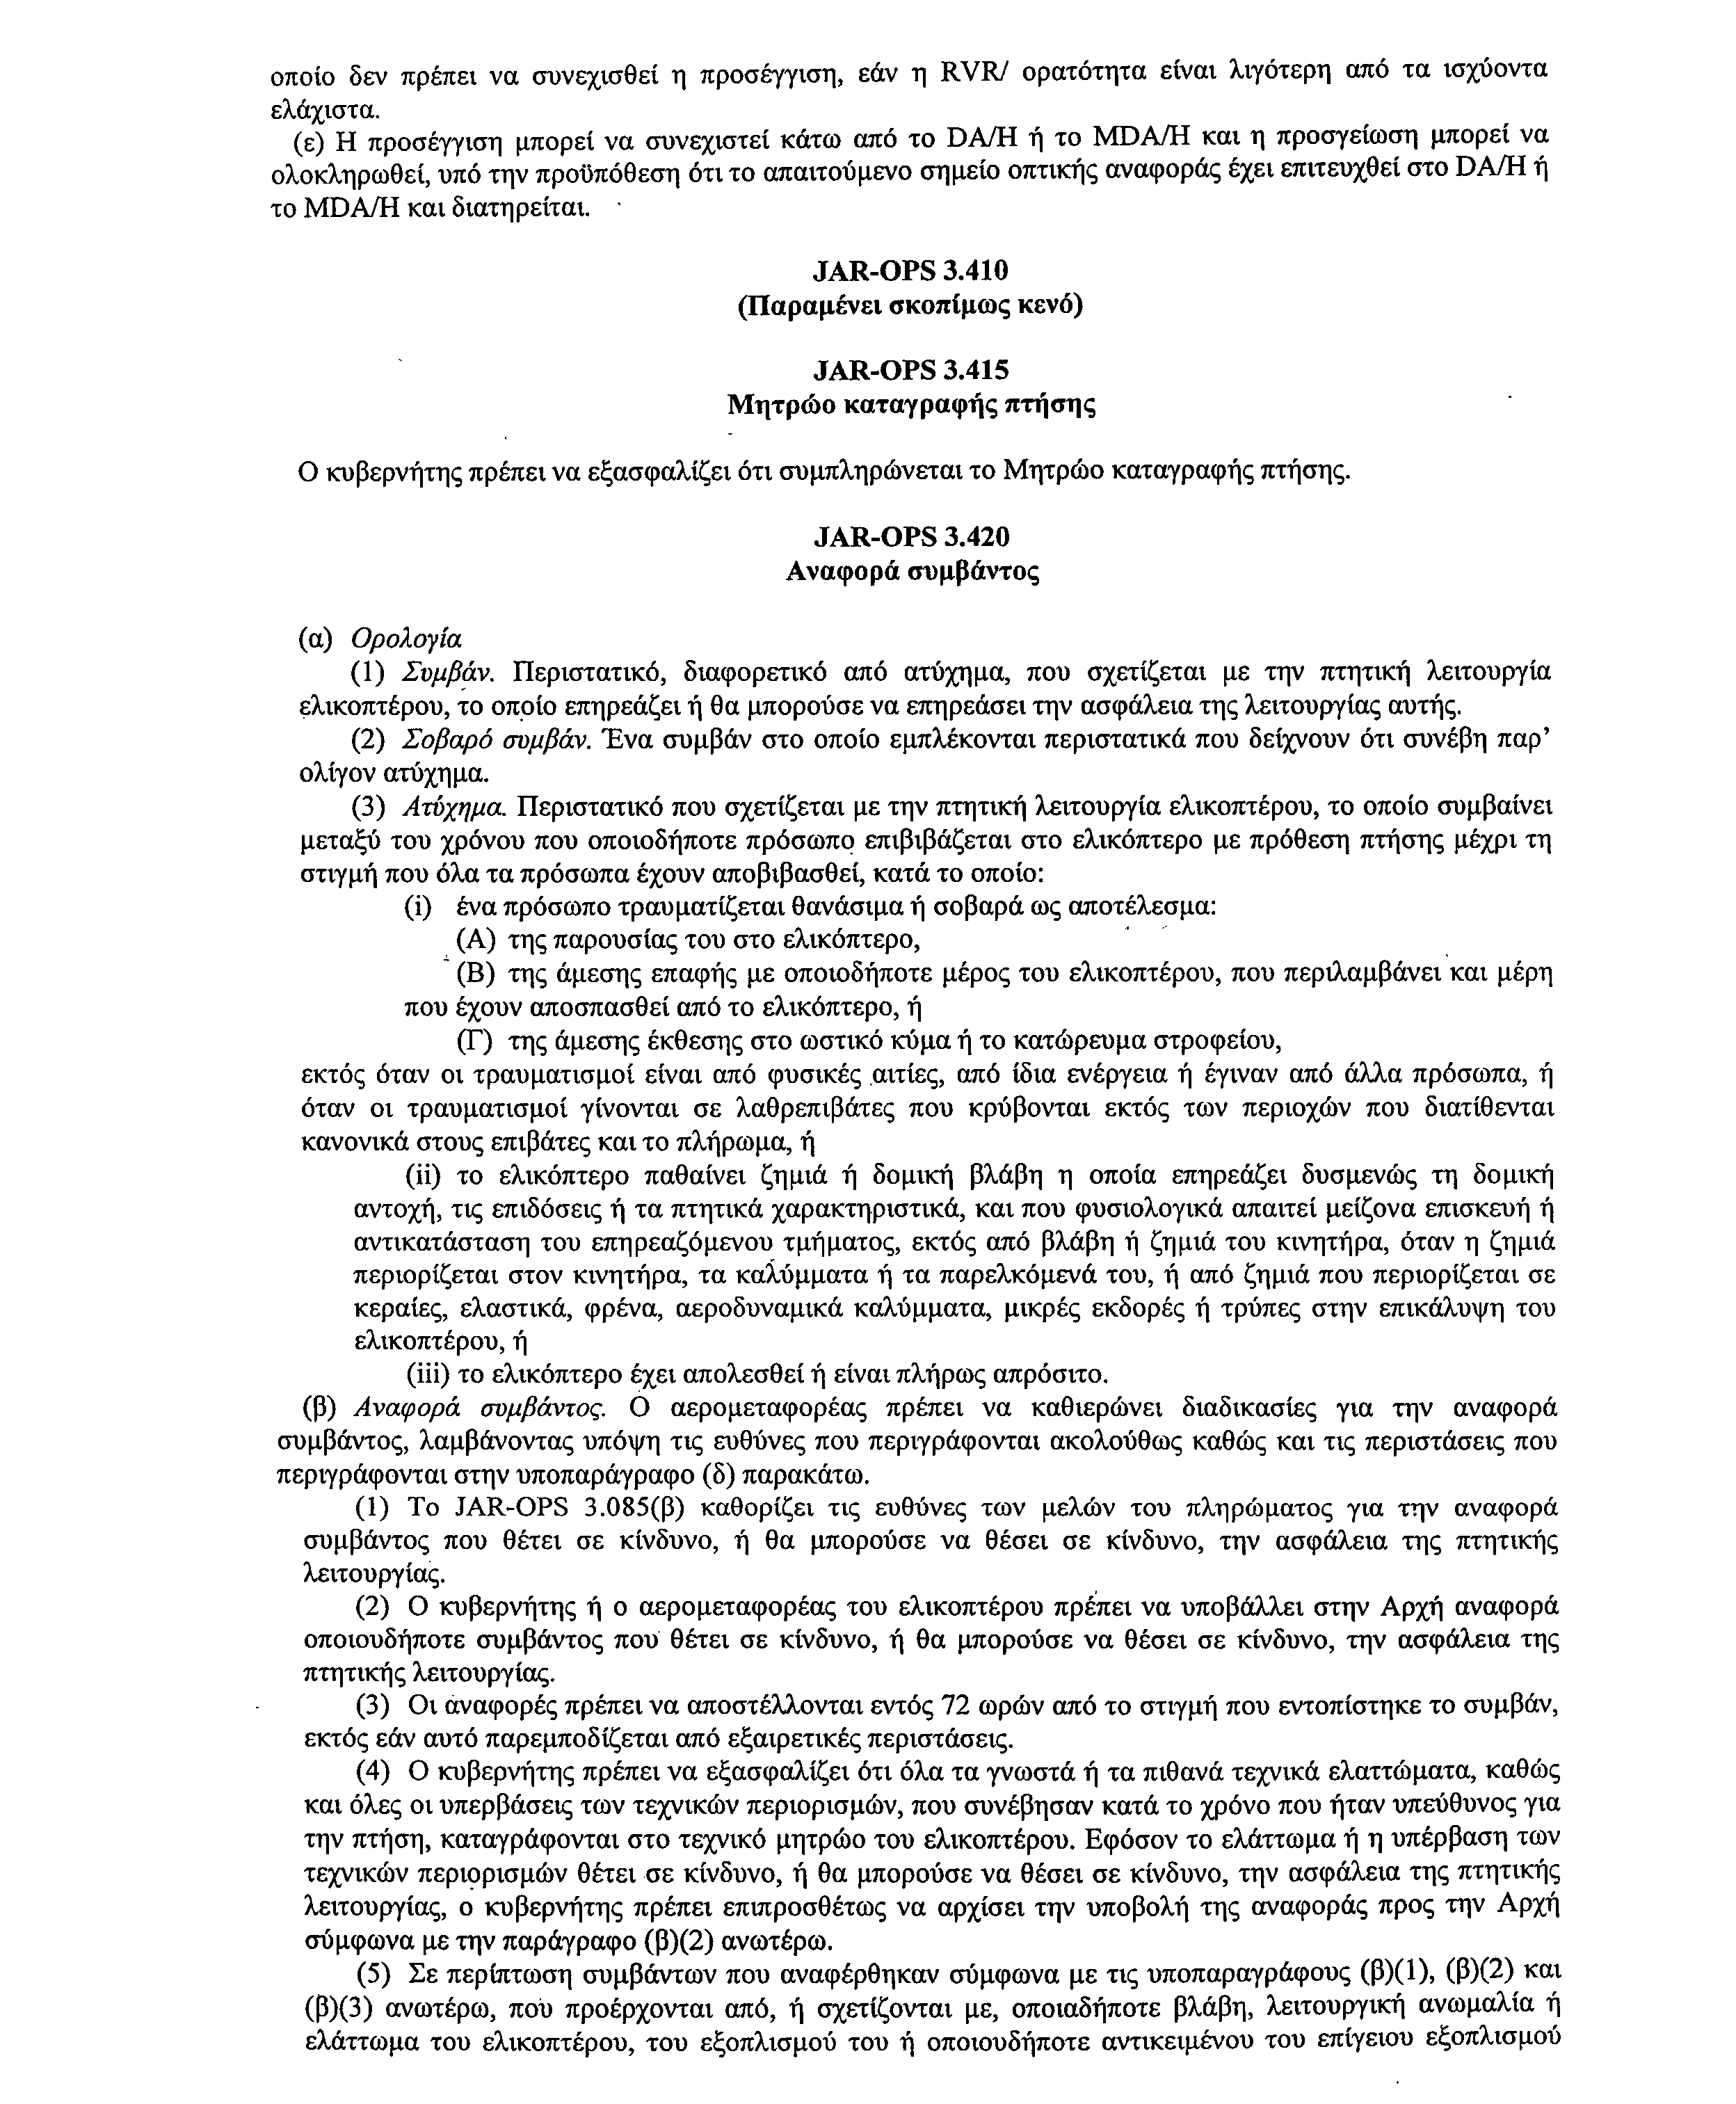 οποίο δεν πρέπει να συνεχισθεί η προσέγγιση, εάν η RVR/ ορατότητα είναι λιγότερη από τα ισχύοντα
ελάχιστα.
(ε) Η προσέγγιση μπορεί να συνεχιστεί κάτω από το DA/H ή το MDA/H και η προσγείωση μπορεί να
ολοκληρωθεί, υπό την προϋπόθεση ότι το απαιτούμενο σημείο οπτικής αναφοράς έχει επιτευχθεί στο DA/H ή
το MDA/H και διατηρείται.
JAR-OPS 3.410
(Παραμένει σκοπίμως κενό)
JAR-OPS 3.415
Μητρώο καταγραφής πτήσης
Ο κυβερνήτης πρέπει να εξασφαλίζει ότι συμπληρώνεται το Μητρώο καταγραφής πτήσης.
JAR-OPS 3.420
Αναφορά συμβάντος
(α) Ορολογία
(1) Συμβάν. Περιστατικό, διαφορετικό από ατύχημα, που σχετίζεται με την πτητική λειτουργία
ελικοπτέρου, το οποίο επηρεάζει ή θα μπορούσε να επηρεάσει την ασφάλεια της λειτουργίας αυτής.
(2) Σοβαρό συμβάν. Ένα συμβάν στο οποίο εμπλέκονται περιστατικά που δείχνουν ότι συνέβη παρ’
ολίγον ατύχημα.
(3) Ατύχημα. Περιστατικό που σχετίζεται με την πτητική λειτουργία ελικοπτέρου, το οποίο συμβαίνει
μεταξύ του χρόνου που οποιοδήποτε πρόσωπο επιβιβάζεται στο ελικόπτερο με πρόθεση πτήσης μέχρι τη
στιγμή που όλα τα πρόσωπα έχουν αποβιβασθεί, κατά το οποίο:
(i) ένα πρόσωπο τραυματίζεται θανάσιμα ή σοβαρά ως αποτέλεσμα:
(Α) της παρουσίας του στο ελικόπτερο,
(Β) της άμεσης επαφής με οποιοδήποτε μέρος του ελικοπτέρου, που περιλαμβάνει και μέρη
που έχουν αποσπασθεί από το ελικόπτερο, ή
(Γ) της άμεσης έκθεσης στο ωστικό κύμα ή το κατώρευμα στροφείου,
εκτός όταν οι τραυματισμοί είναι από φυσικές αιτίες, από ίδια ενέργεια ή έγιναν από άλλα πρόσωπα, ή
όταν οι τραυματισμοί γίνονται σε λαθρεπιβάτες που κρύβονται εκτός των περιοχών που διατίθενται
κανονικά στους επιβάτες και το πλήρωμα, ή
(ii) το ελικόπτερο παθαίνει ζημιά ή δομική βλάβη η οποία επηρεάζει δυσμενώς τη δομική
αντοχή, τις επιδόσεις ή τα πτητικά χαρακτηριστικά, και που φυσιολογικά απαιτεί μείζονα επισκευή ή
αντικατάσταση του επηρεαζόμενου τμήματος, εκτός από βλάβη ή ζημιά του κινητήρα, όταν η ζημιά
περιορίζεται στον κινητήρα, τα καλύμματα ή τα παρελκόμενά του, ή από ζημιά που περιορίζεται σε
κεραίες, ελαστικά, φρένα, αεροδυναμικά καλύμματα, μικρές εκδορές ή τρύπες στην επικάλυψη του
ελικοπτέρου, ή
(iii) το ελικόπτερο έχει απολεσθεί ή είναι πλήρως απρόσιτο.
(β) Αναφορά συμβάντος. Ο αερομεταφορέας πρέπει να καθιερώνει διαδικασίες για την αναφορά
συμβάντος, λαμβάνοντας υπόψη τις ευθύνες που περιγράφονται ακολούθως καθώς και τις περιστάσεις που
περιγράφονται στην υποπαράγραφο (δ) παρακάτω.
(1) Το JAR-OPS 3.085(β) καθορίζει τις ευθύνες των μελών του πληρώματος για την αναφορά
συμβάντος που θέτει σε κίνδυνο, ή θα μπορούσε να θέσει σε κίνδυνο, την ασφάλεια της πτητικής
λειτουργίας.
(2) Ο κυβερνήτης ή ο αερομεταφορέας του ελικοπτέρου πρέπει να υποβάλλει στην Αρχή αναφορά
οποιουδήποτε συμβάντος που θέτει σε κίνδυνο, ή θα μπορούσε να θέσει σε κίνδυνο, την ασφάλεια της
πτητικής λειτουργίας.
(3) Οι αναφορές πρέπει να αποστέλλονται εντός 72 ωρών από το στιγμή που εντοπίστηκε το συμβάν,
εκτός εάν αυτό παρεμποδίζεται από εξαιρετικές περιστάσεις.
(4) Ο κυβερνήτης πρέπει να εξασφαλίζει ότι όλα τα γνωστά ή τα πιθανά τεχνικά ελαττώματα, καθώς
και όλες οι υπερβάσεις των τεχνικών περιορισμών, που συνέβησαν κατά το χρόνο που ήταν υπεύθυνος για
την πτήση, καταγράφονται στο τεχνικό μητρώο του ελικοπτέρου. Εφόσον το ελάττωμα ή η υπέρβαση των
τεχνικών περιορισμών θέτει σε κίνδυνο, ή θα μπορούσε να θέσει σε κίνδυνο, την ασφάλεια της πτητικής
λειτουργίας, ο κυβερνήτης πρέπει επιπροσθέτως να αρχίσει την υποβολή της αναφοράς προς την Αρχή
σύμφωνα με την παράγραφο (β)(2) ανωτέρω.
(5) Σε περίπτωση συμβάντων που αναφέρθηκαν σύμφωνα με τις υποπαραγράφους (β)(1), (β)(2) και
(β)(3) ανωτέρω, που προέρχονται από, ή σχετίζονται με, οποιαδήποτε βλάβη, λειτουργική ανωμαλία ή
ελάττωμα του ελικοπτέρου, του εξοπλισμού του ή οποιουδήποτε αντικειμένου του επίγειου εξοπλισμού